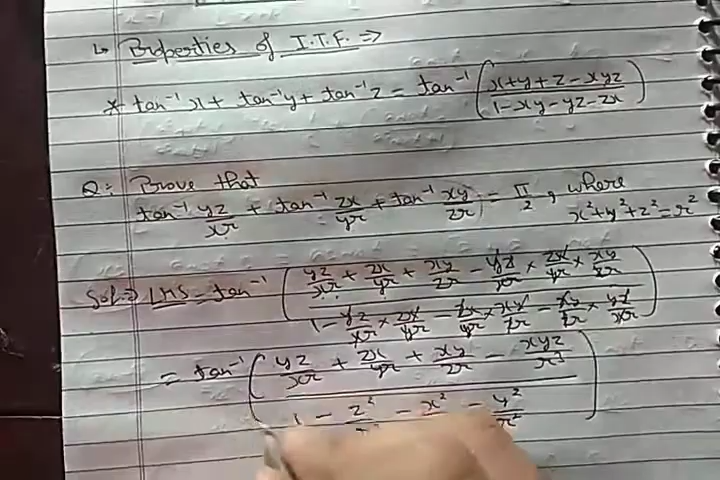 ↳ Properties of I.T.F. ⇒
* tan⁻¹x + tan⁻¹y + tan⁻¹z = tan⁻¹ ( (x+y+z-xyz) / (1-xy-yz-zx) )
Q: Prove that
tan⁻¹ yz/xr + tan⁻¹ zx/yr + tan⁻¹ xy/zr = π/2, where x²+y²+z²=r²
Sol.⇒ LHS = tan⁻¹ ( (yz/xr + zx/yr + xy/zr - yz/xr × zx/yr × xy/zr) / (1 - yz/xr × zx/yr - zx/yr × xy/zr - xy/zr × yz/xr) )
= tan⁻¹ ( (yz/xr + zx/yr + xy/zr - xyz/r³) / (1 - z²/r² - x² - y²/r²) )